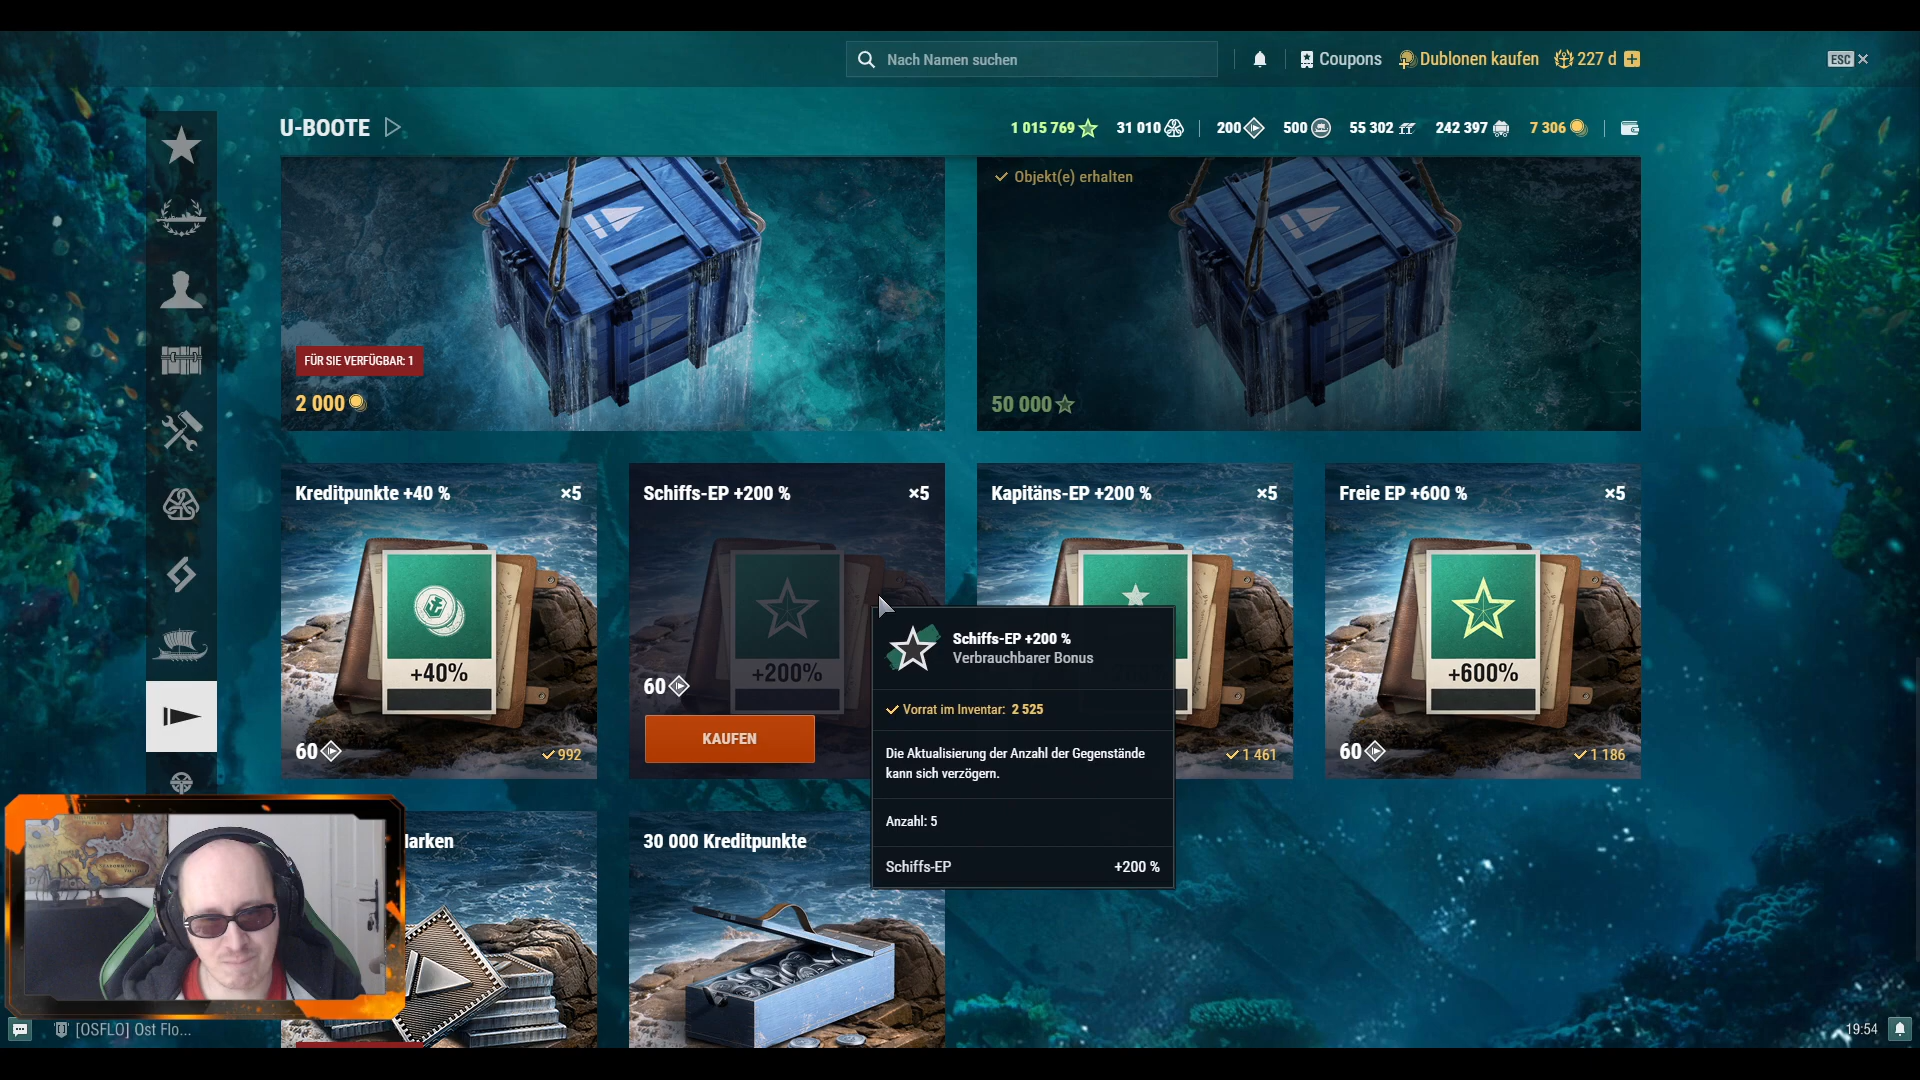 Nach Namen suchen
Coupons
Dublonen kaufen
227 d
ESC
U-BOOTE
1 015 769
31 010
200
500
55 302
242 397
7 306
Objekt(e) erhalten
FÜR SIE VERFÜGBAR: 1
2 000
50 000
Kreditpunkte +40 %
×5
Schiffs-EP +200 %
×5
Kapitäns-EP +200 %
×5
Freie EP +600 %
×5
+40%
+200%
+600%
60
992
60
KAUFEN
1 461
60
1 186
Schiffs-EP +200 %
Verbrauchbarer Bonus
Vorrat im Inventar: 2 525
Die Aktualisierung der Anzahl der Gegenstände
kann sich verzögern.
Anzahl: 5
Schiffs-EP
+200 %
30 000 Kreditpunkte
[OSFLO] Ost Flo...
19:54